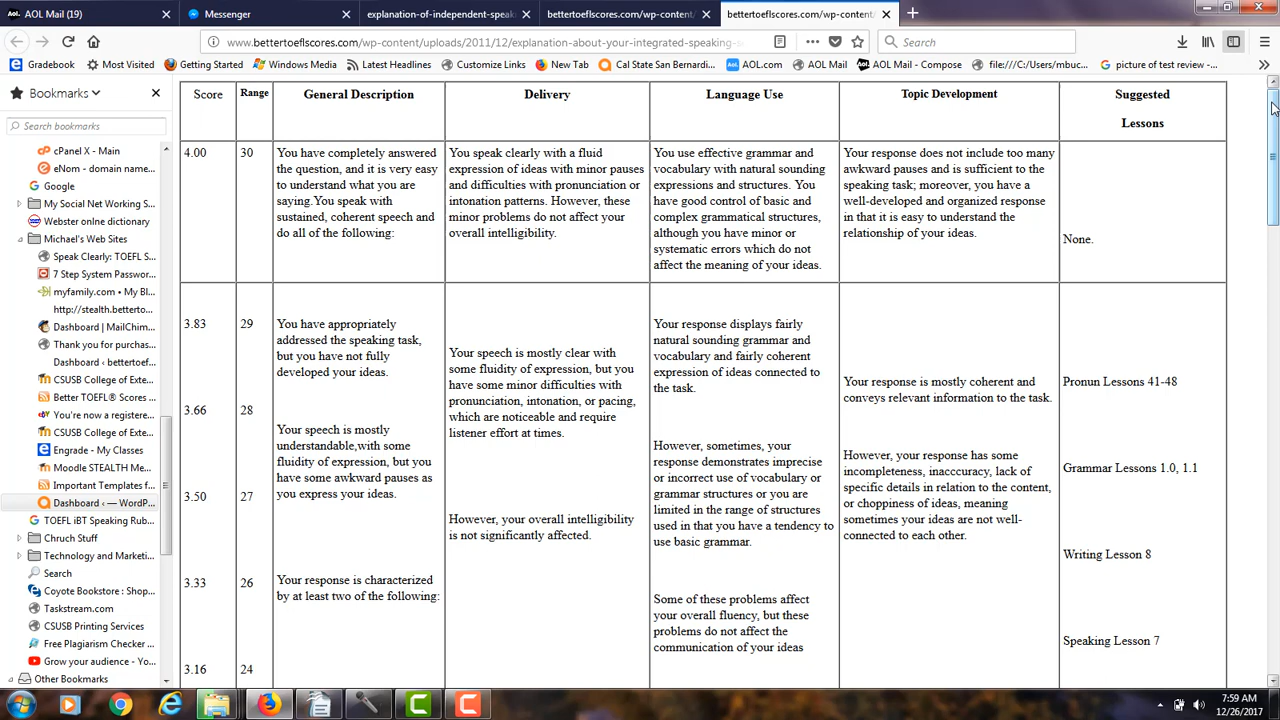 AOL Mail (19)
Messenger
explanation-of-independent-speak
bettertoeflscores.com/wp-content/
bettertoeflscores.com/wp-content/
www.bettertoeflscores.com/wp-content/uploads/2011/12/explanation-about-your-integrated-speaking-s
Search
Gradebook
Most Visited
Getting Started
Windows Media
Latest Headlines
Customize Links
New Tab
Cal State San Bernardi...
AOL.com
AOL Mail
AOL Mail - Compose
file:///C:/Users/mbuc...
picture of test review ...
Bookmarks
Search bookmarks
cPanel X - Main
eNom - domain name...
Google
My Social Net Working S...
Webster onlne dictionary
Michael's Web Sites
Speak Clearly: TOEFL S...
7 Step System Passwor...
myfamily.com • My Bl...
http://stealth.betterto...
Dashboard | MailChim...
Thank you for purchas...
Dashboard ‹ bettertoef...
CSUSB College of Exte...
Better TOEFL® Scores ...
You're now a registere...
CSUSB College of Exte...
Engrade - My Classes
Moodle STEALTH Me...
Important Templates f...
Dashboard ‹ — WordP...
TOEFL iBT Speaking Rub...
Chruch Stuff
Technology and Marketi...
Search
Coyote Bookstore : Shop...
Taskstream.com
CSUSB Printing Services
Free Plagiarism Checker ...
Grow your audience - Yo...
Other Bookmarks
Score
Range
General Description
Delivery
Language Use
Topic Development
Suggested
Lessons
4.00
30
You have completely answered
the question, and it is very easy
to understand what you are
saying.You speak with
sustained, coherent speech and
do all of the following:
You speak clearly with a fluid
expression of ideas with minor pauses
and difficulties with pronunciation or
intonation patterns. However, these
minor problems do not affect your
overall intelligibility.
You use effective grammar and
vocabulary with natural sounding
expressions and structures. You
have good control of basic and
complex grammatical structures,
although you have minor or
systematic errors which do not
affect the meaning of your ideas.
Your response does not include too many
awkward pauses and is sufficient to the
speaking task; moreover, you have a
well-developed and organized response
in that it is easy to understand the
relationship of your ideas.
None.
3.83
29
3.66
28
3.50
27
3.33
26
3.16
24
You have appropriately
addressed the speaking task,
but you have not fully
developed your ideas.
Your speech is mostly
understandable,with some
fluidity of expression, but you
have some awkward pauses as
you express your ideas.
Your response is characterized
by at least two of the following:
Your speech is mostly clear with
some fluidity of expression, but you
have some minor difficulties with
pronunciation, intonation, or pacing,
which are noticeable and require
listener effort at times.
However, your overall intelligibility
is not significantly affected.
Your response displays fairly
natural sounding grammar and
vocabulary and fairly coherent
expression of ideas connected to
the task.
However, sometimes, your
response demonstrates imprecise
or incorrect use of vocabulary or
grammar structures or you are
limited in the range of structures
used in that you have a tendency to
use basic grammar.
Some of these problems affect
your overall fluency, but these
problems do not affect the
communication of your ideas
Your response is mostly coherent and
conveys relevant information to the task.
However, your response has some
incompleteness, inacccuracy, lack of
specific details in relation to the content,
or choppiness of ideas, meaning
sometimes your ideas are not well-
connected to each other.
Pronun Lessons 41-48
Grammar Lessons 1.0, 1.1
Writing Lesson 8
Speaking Lesson 7
7:59 AM
12/26/2017